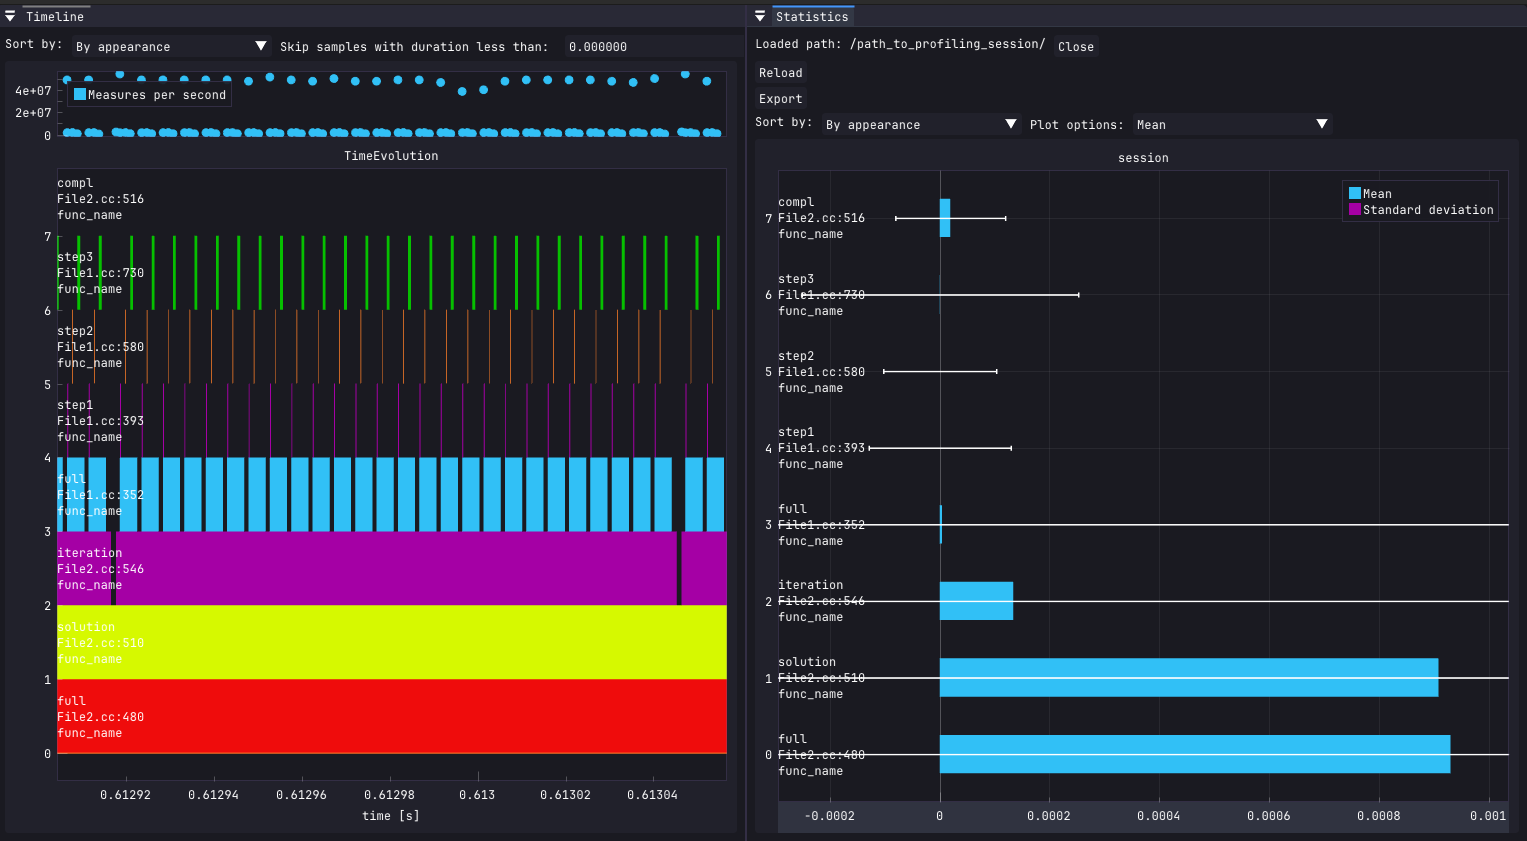 Timeline
Sort by:
By appearance
Skip samples with duration less than:
0.000000
4e+07
2e+07
0
Measures per second
TimeEvolution
compl
File2.cc:516
func_name
7
step3
File1.cc:730
func_name
6
step2
File1.cc:580
func_name
5
step1
File1.cc:393
func_name
4
full
File1.cc:352
func_name
3
iteration
File2.cc:546
func_name
2
solution
File2.cc:510
func_name
1
full
File2.cc:480
func_name
0
0.61292
0.61294
0.61296
0.61298
0.613
0.61302
0.61304
time [s]
Statistics
Loaded path: /path_to_profiling_session/
Close
Reload
Export
Sort by:
By appearance
Plot options:
Mean
session
Mean
Standard deviation
compl
7 File2.cc:516
func_name
step3
6 File1.cc:730
func_name
step2
5 File1.cc:580
func_name
step1
4 File1.cc:393
func_name
full
3 File1.cc:352
func_name
iteration
2 File2.cc:546
func_name
solution
1 File2.cc:510
func_name
full
0 File2.cc:480
func_name
-0.0002
0
0.0002
0.0004
0.0006
0.0008
0.001